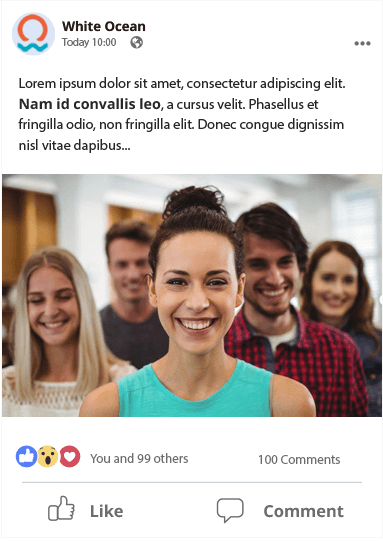 White Ocean
Today 10:00
Lorem ipsum dolor sit amet, consectetur adipiscing elit.
Nam id convallis leo, a cursus velit. Phasellus et
fringilla odio, non fringilla elit. Donec congue dignissim
nisl vitae dapibus...
You and 99 others 100 Comments
Like Comment